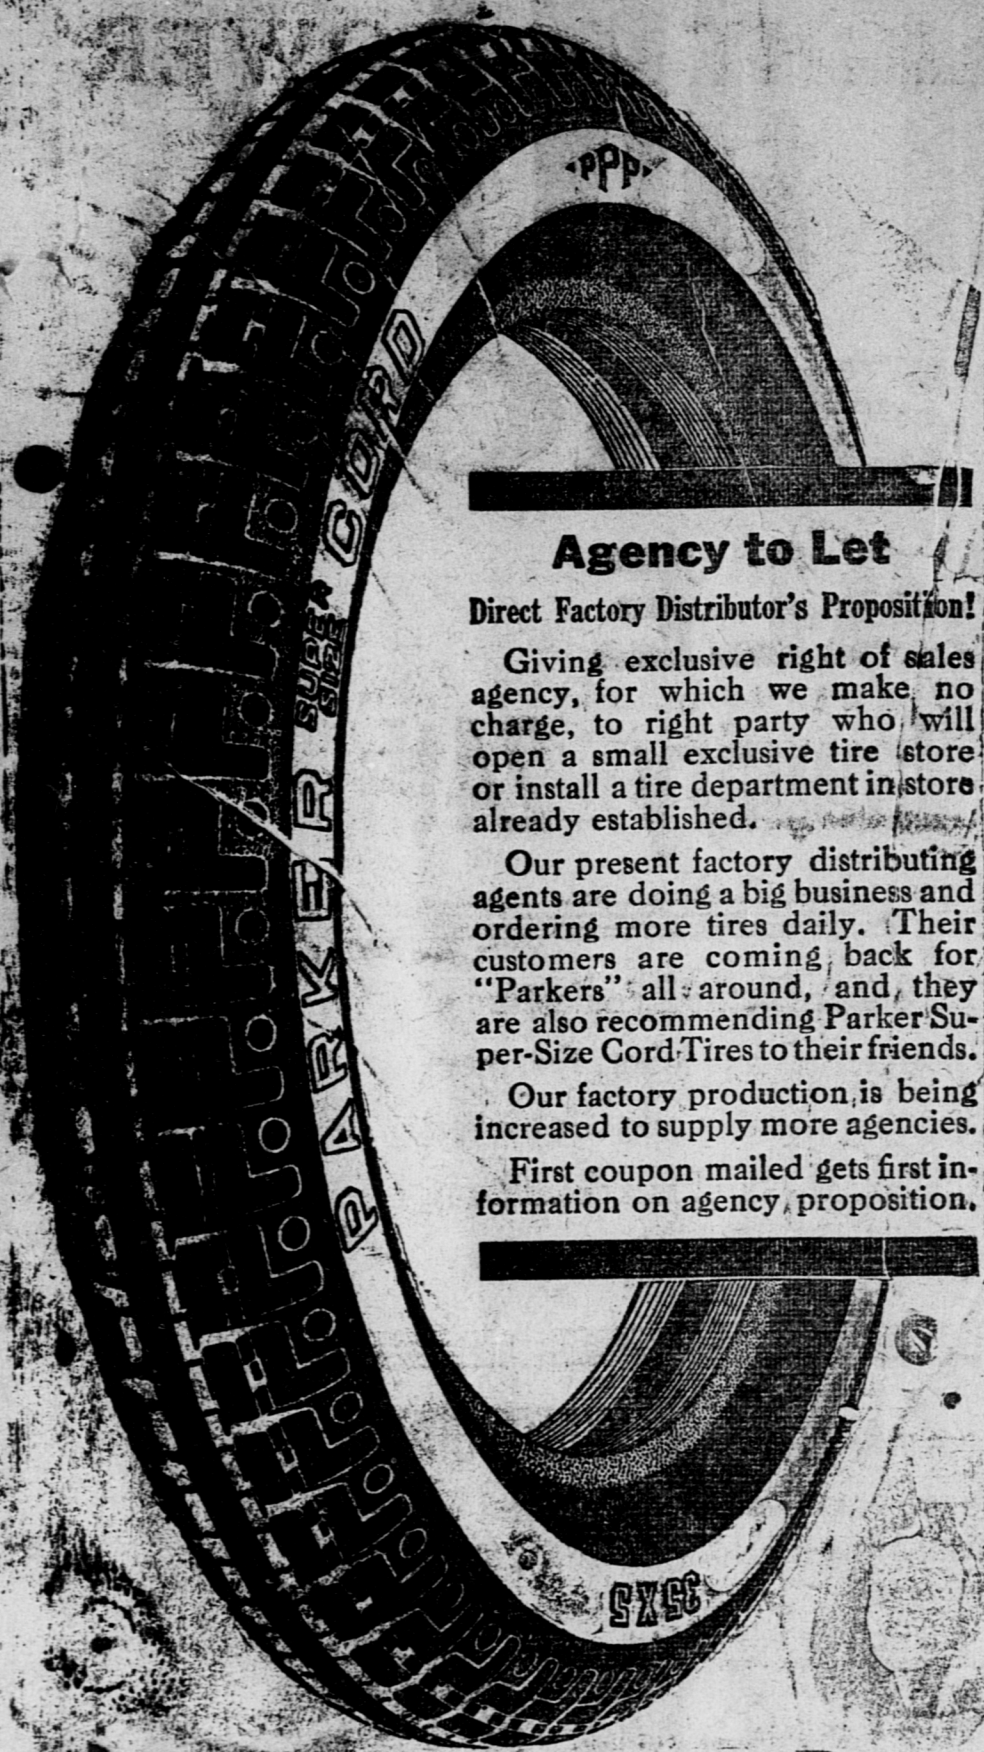 PPP
PARKER SUPER SIZE CORD
Agency to Let
Direct Factory Distributor's Proposition!
Giving exclusive right of sales
agency, for which we make no
charge, to right party who will
open a small exclusive tire store
or install a tire department in store
already established.
Our present factory distributing
agents are doing a big business and
ordering more tires daily. Their
customers are coming back for
"Parkers" all around, and they
are also recommending Parker Su-
per-Size Cord Tires to their friends.
Our factory production is being
increased to supply more agencies.
First coupon mailed gets first in-
formation on agency proposition.
35X5